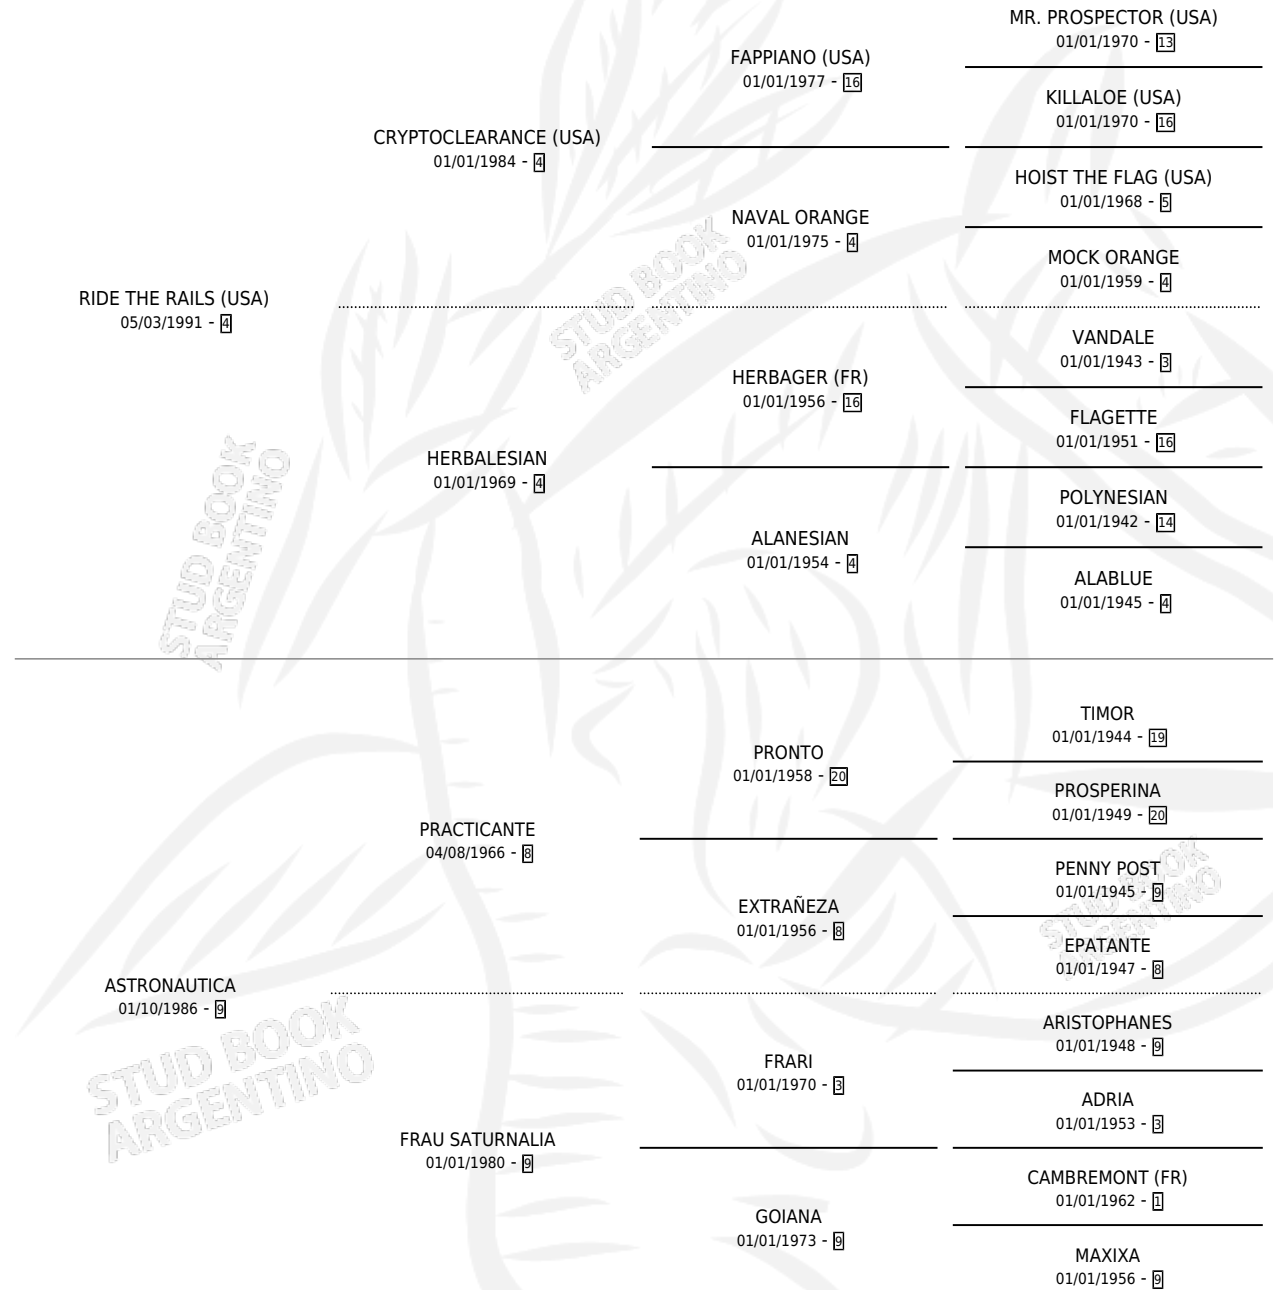 MR. PROSPECTOR (USA)
01/01/1970 - 13
FAPPIANO (USA)
01/01/1977 - 16
KILLALOE (USA)
01/01/1970 - 16
CRYPTOCLEARANCE (USA)
01/01/1984 - 4
HOIST THE FLAG (USA)
01/01/1968 - 5
NAVAL ORANGE
01/01/1975 - 4
MOCK ORANGE
01/01/1959 - 4
RIDE THE RAILS (USA)
05/03/1991 - 4
VANDALE
01/01/1943 - 3
HERBAGER (FR)
01/01/1956 - 16
FLAGETTE
01/01/1951 - 16
HERBALESIAN
01/01/1969 - 4
POLYNESIAN
01/01/1942 - 14
ALANESIAN
01/01/1954 - 4
ALABLUE
01/01/1945 - 4
TIMOR
01/01/1944 - 19
PRONTO
01/01/1958 - 20
PROSPERINA
01/01/1949 - 20
PRACTICANTE
04/08/1966 - 8
PENNY POST
01/01/1945 - 9
EXTRAÑEZA
01/01/1956 - 8
EPATANTE
01/01/1947 - 8
ASTRONAUTICA
01/10/1986 - 9
ARISTOPHANES
01/01/1948 - 9
FRARI
01/01/1970 - 3
ADRIA
01/01/1953 - 3
FRAU SATURNALIA
01/01/1980 - 9
CAMBREMONT (FR)
01/01/1962 - 1
GOIANA
01/01/1973 - 9
MAXIXA
01/01/1956 - 9
STUD BOOK
ARGENTINO
STUD BOOK
ARGENTINO
STUD BOOK
ARGENTINO
STUD BOOK
ARGENTINO